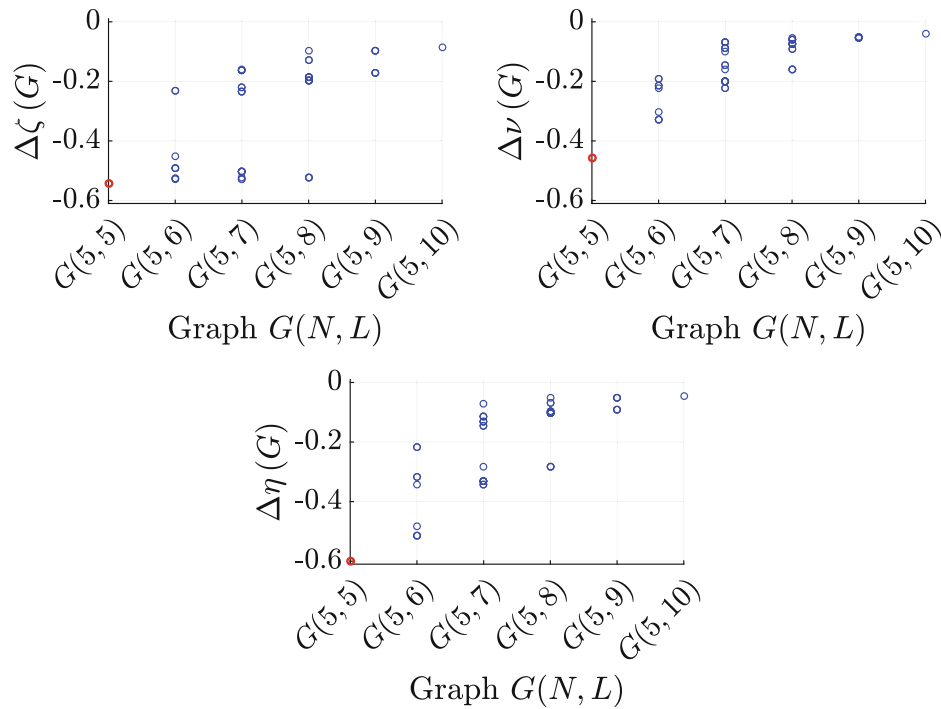 0
-0.2
-0.4
-0.6
Δζ (G)
G(5,5)
G(5,6)
G(5,7)
G(5,8)
G(5,9)
G(5,10)
Graph G(N, L)
0
-0.2
-0.4
-0.6
Δν (G)
G(5,5)
G(5,6)
G(5,7)
G(5,8)
G(5,9)
G(5,10)
Graph G(N, L)
0
-0.2
-0.4
-0.6
Δη (G)
G(5,5)
G(5,6)
G(5,7)
G(5,8)
G(5,9)
G(5,10)
Graph G(N, L)